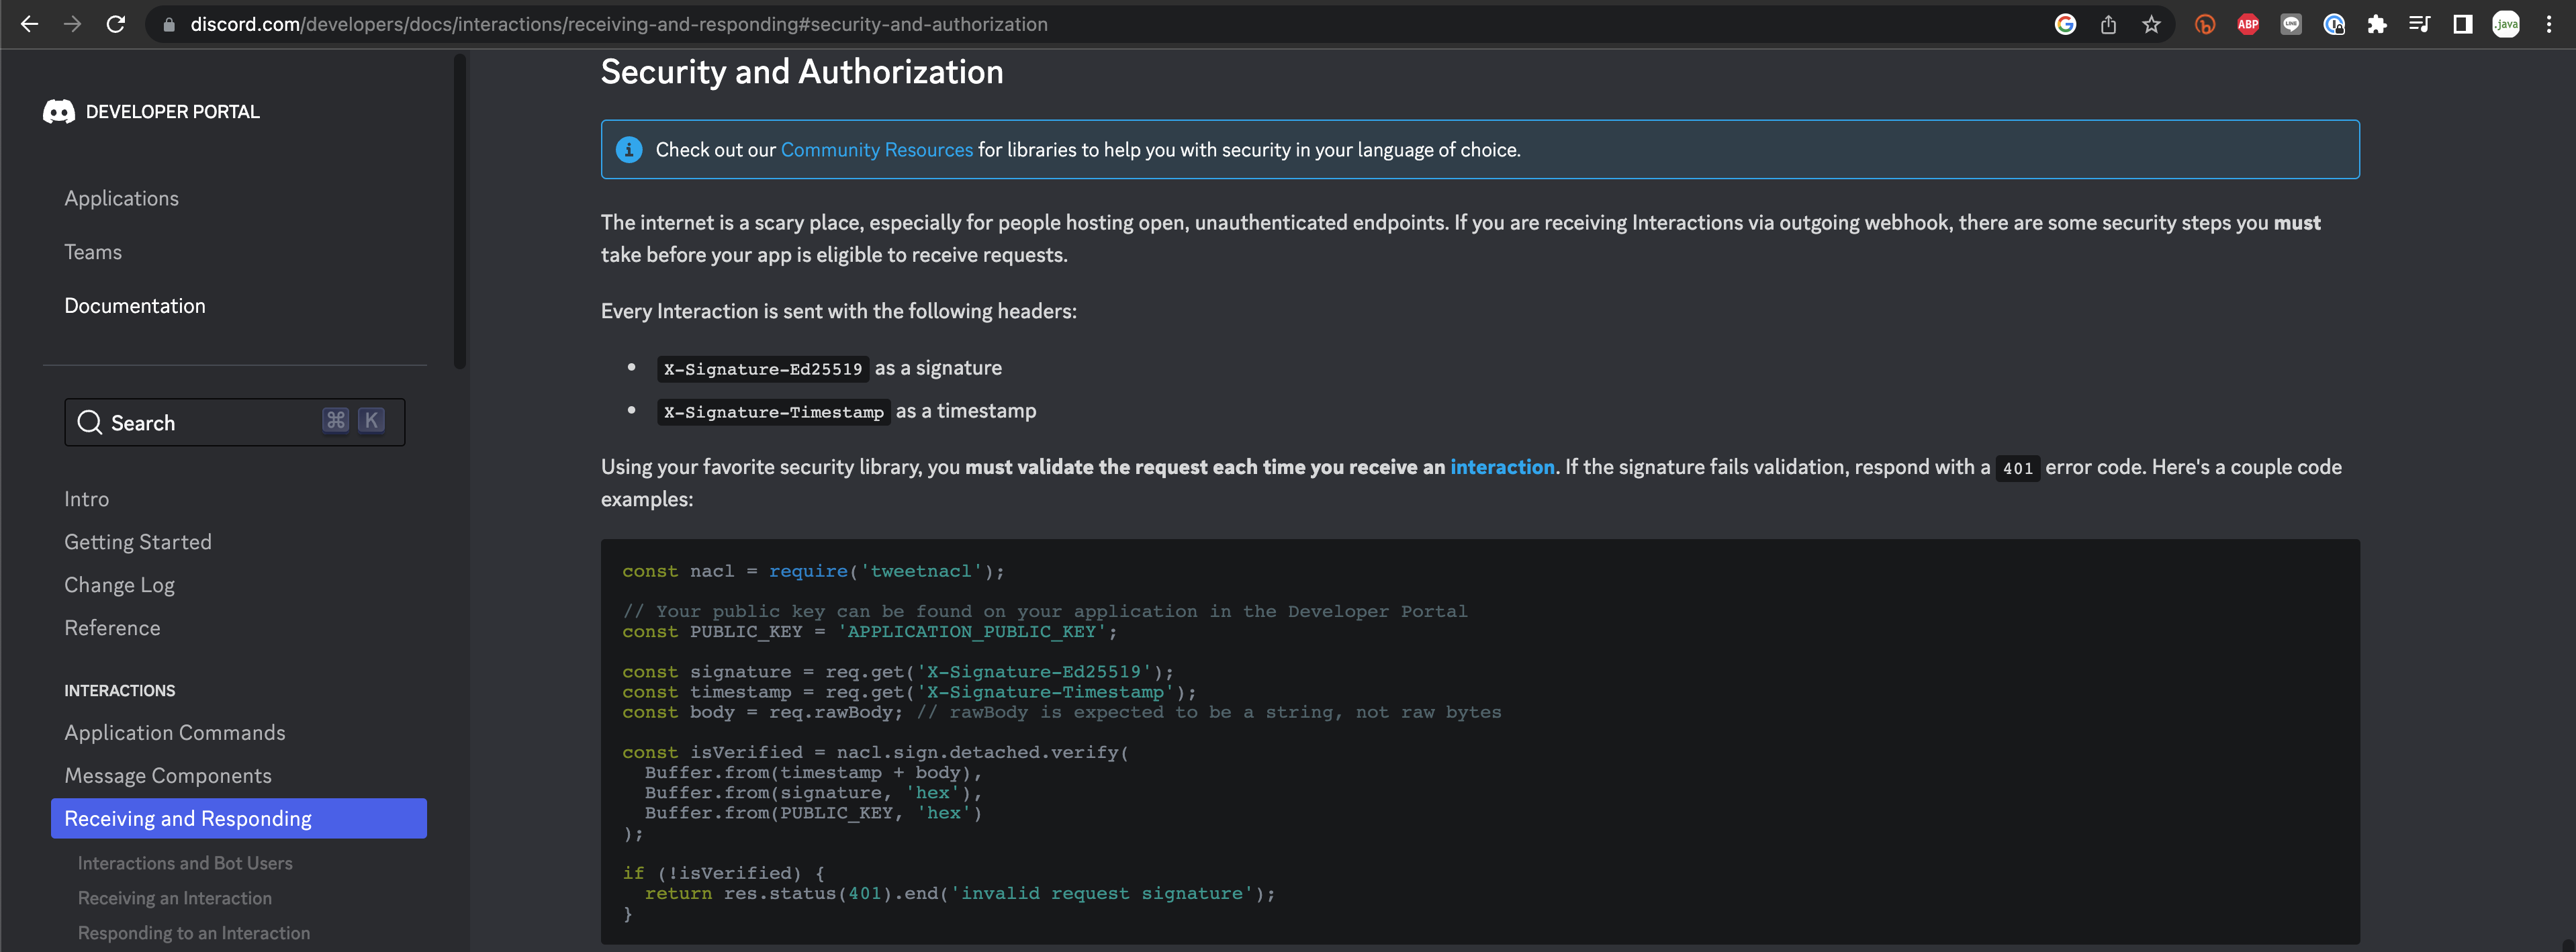 discord.com/developers/docs/interactions/receiving-and-responding#security-and-authorization
ABP
LINE
.java
DEVELOPER PORTAL
Applications
Teams
Documentation
Search ⌘ K
Intro
Getting Started
Change Log
Reference
INTERACTIONS
Application Commands
Message Components
Receiving and Responding
Interactions and Bot Users
Receiving an Interaction
Responding to an Interaction
Security and Authorization
Check out our Community Resources for libraries to help you with security in your language of choice.
The internet is a scary place, especially for people hosting open, unauthenticated endpoints. If you are receiving Interactions via outgoing webhook, there are some security steps you must
take before your app is eligible to receive requests.
Every Interaction is sent with the following headers:
• X-Signature-Ed25519 as a signature
• X-Signature-Timestamp as a timestamp
Using your favorite security library, you must validate the request each time you receive an interaction. If the signature fails validation, respond with a 401 error code. Here's a couple code
examples:
const nacl = require('tweetnacl');
// Your public key can be found on your application in the Developer Portal
const PUBLIC_KEY = 'APPLICATION_PUBLIC_KEY';
const signature = req.get('X-Signature-Ed25519');
const timestamp = req.get('X-Signature-Timestamp');
const body = req.rawBody; // rawBody is expected to be a string, not raw bytes
const isVerified = nacl.sign.detached.verify(
Buffer.from(timestamp + body),
Buffer.from(signature, 'hex'),
Buffer.from(PUBLIC_KEY, 'hex')
);
if (!isVerified) {
return res.status(401).end('invalid request signature');
}